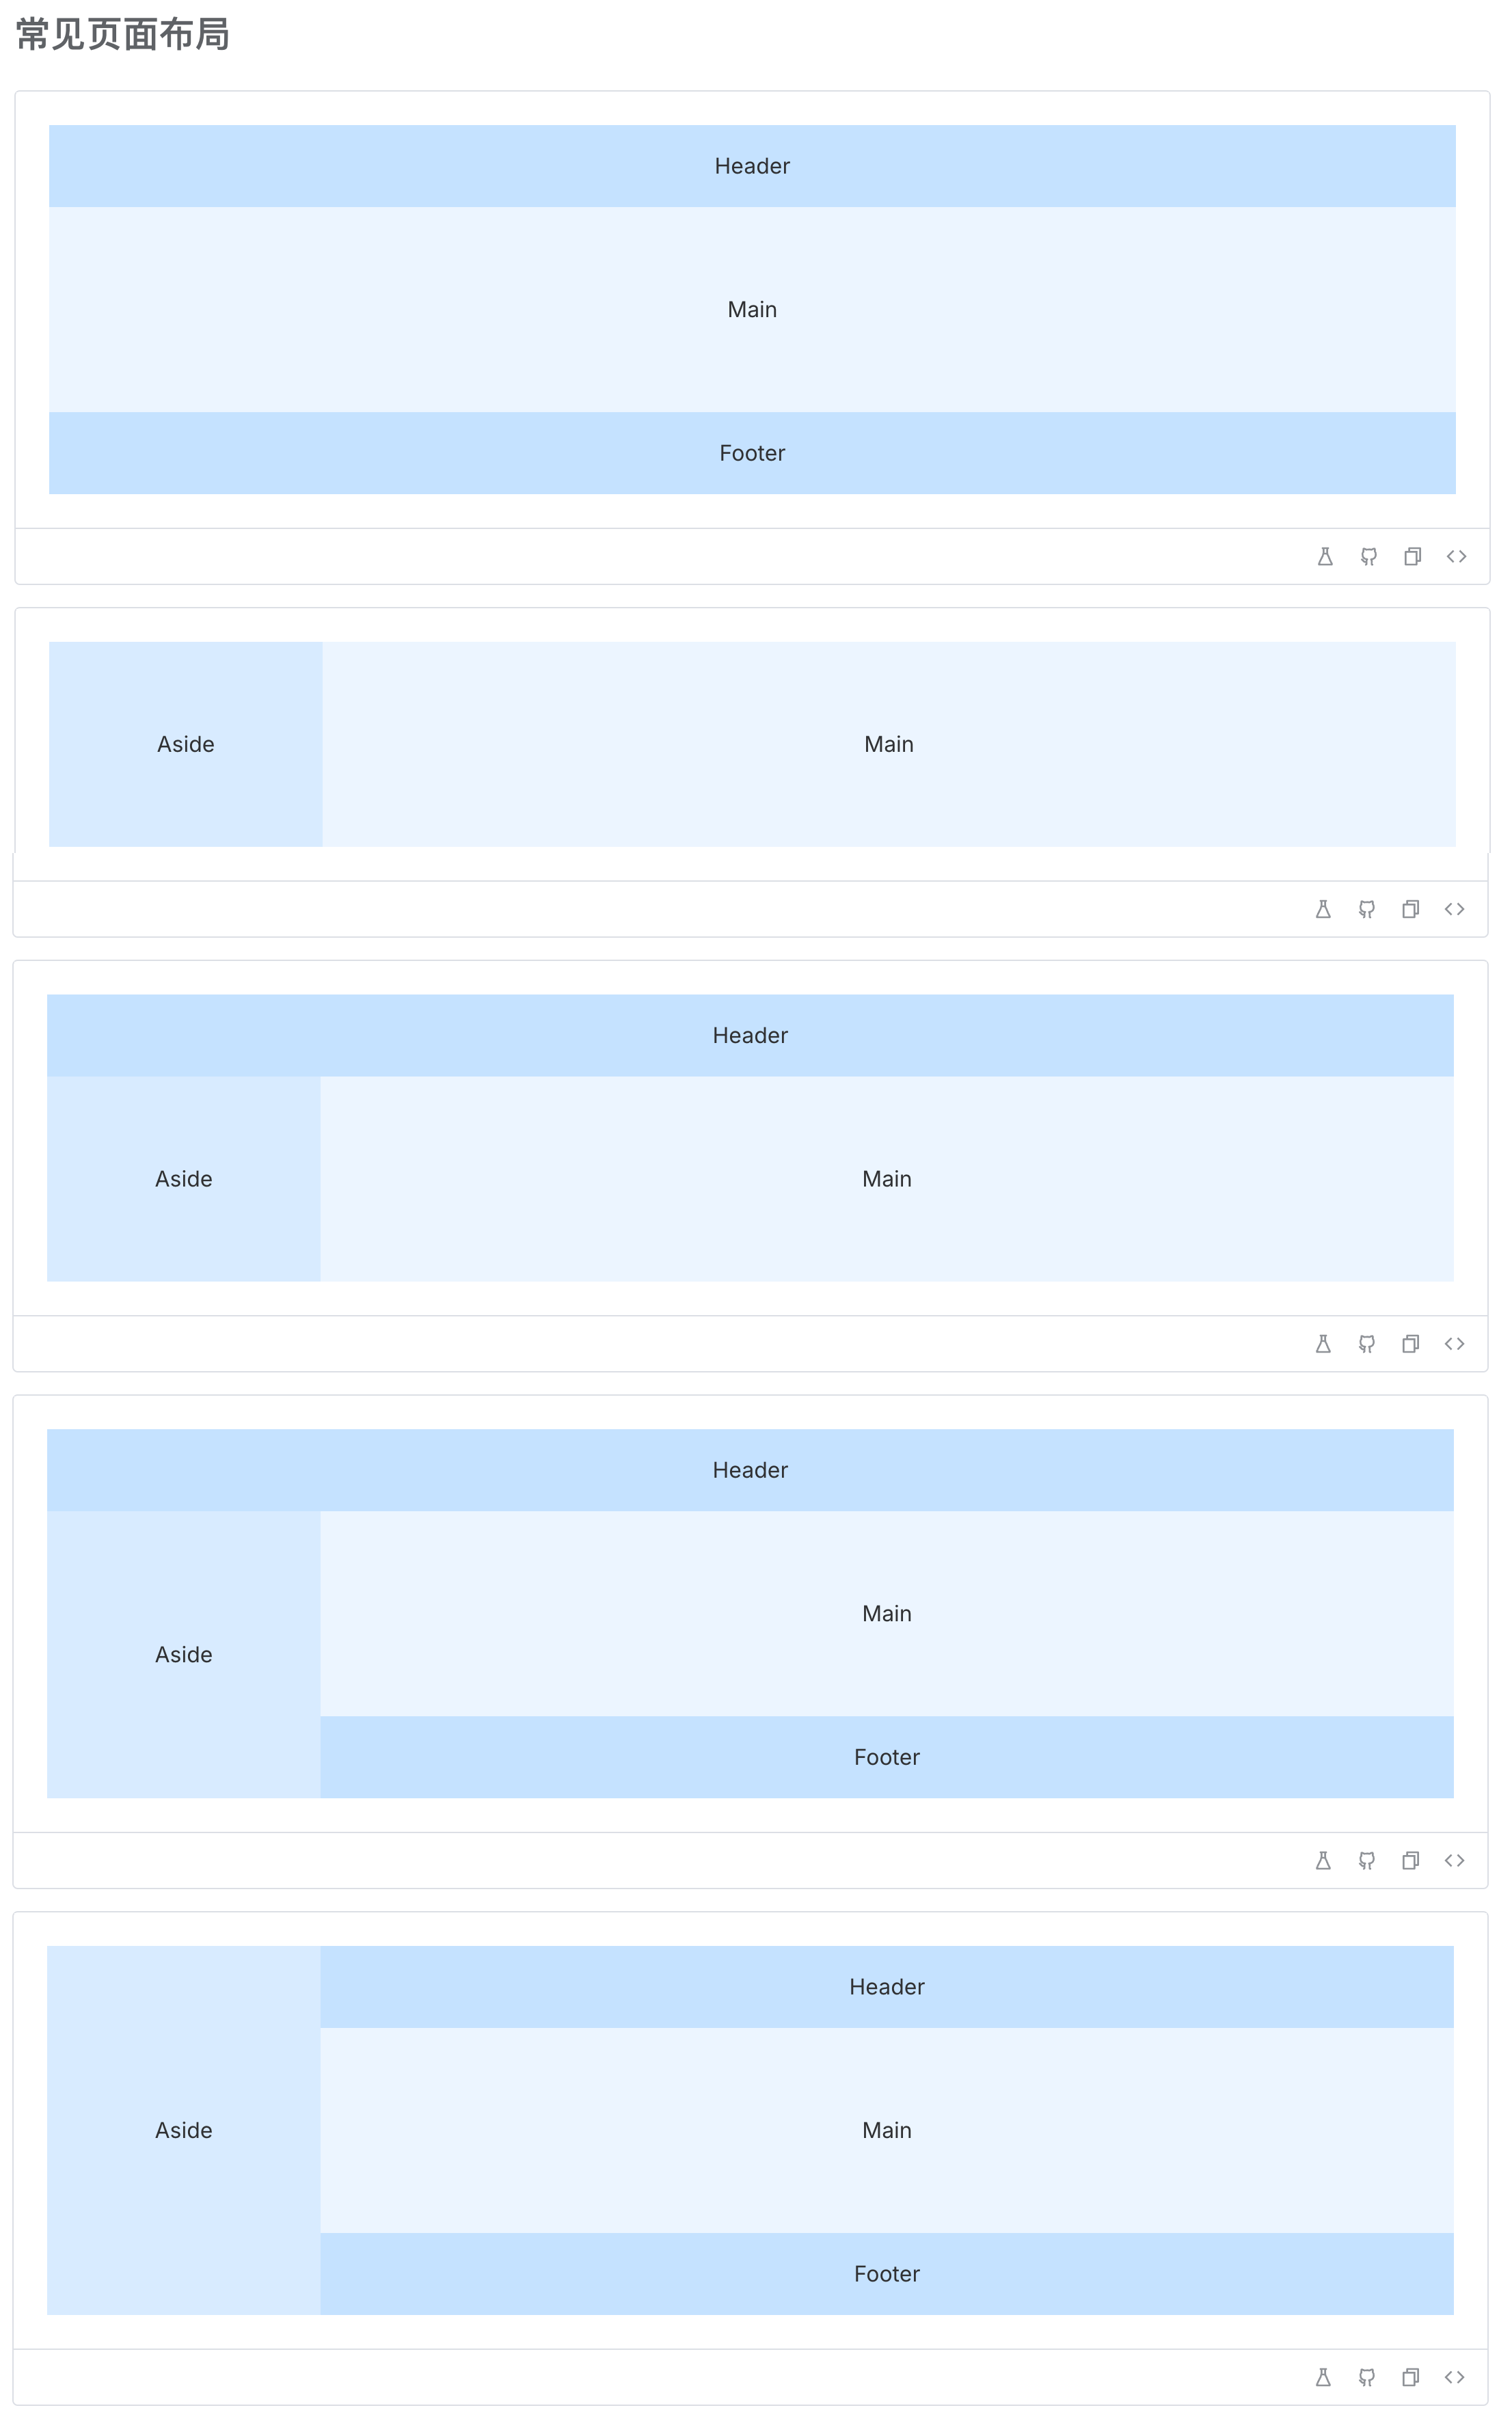 常见页面布局
Header
Main
Footer
Aside
Main
Header
Aside
Main
Header
Main
Aside
Footer
Header
Aside
Main
Footer